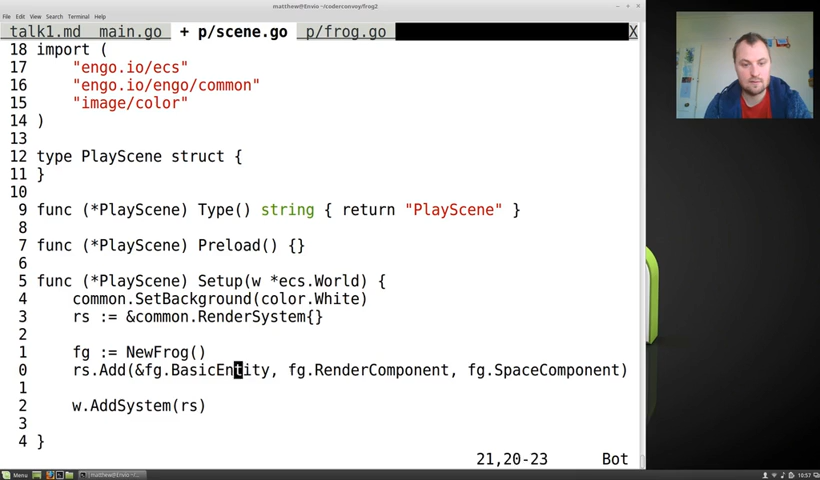 matthew@Envio ~/coderconvey/frog2
File Edit View Search Terminal Help
talk1.md main.go + p/scene.go p/frog.go X
18 import (
17 "engo.io/ecs"
16 "engo.io/engo/common"
15 "image/color"
14 )
13
12 type PlayScene struct {
11 }
10
9 func (*PlayScene) Type() string { return "PlayScene" }
8
7 func (*PlayScene) Preload() {}
6
5 func (*PlayScene) Setup(w *ecs.World) {
4 common.SetBackground(color.White)
3 rs := &common.RenderSystem{}
2
1 fg := NewFrog()
0 rs.Add(&fg.BasicEntity, fg.RenderComponent, fg.SpaceComponent)
1
2 w.AddSystem(rs)
3
4 }
21,20-23 Bot
Menu matthew@Envio ~/c... 10:57